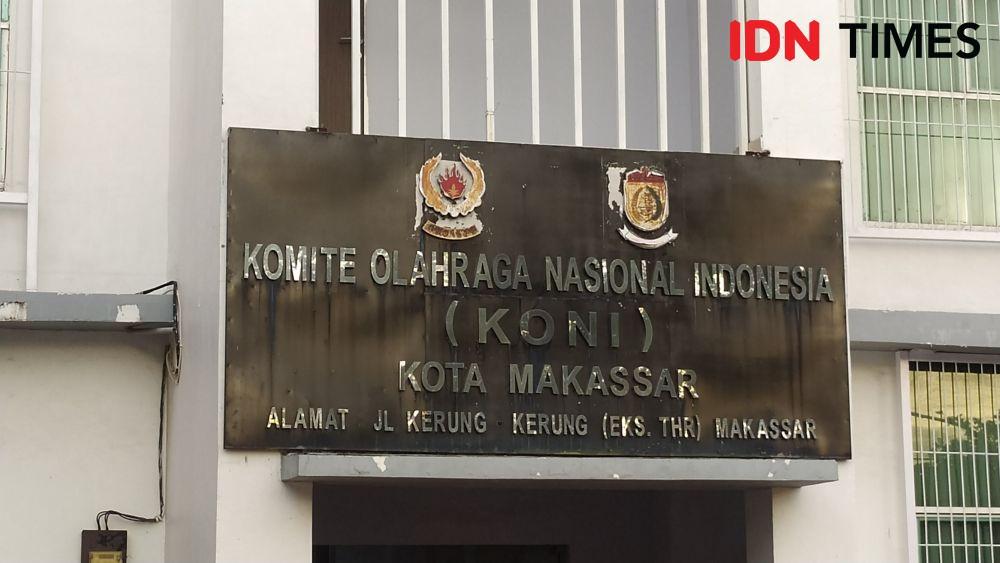 IDN TIMES
KOMITE OLAHRAGA NASIONAL INDONESIA
(KONI)
KOTA MAKASSAR
ALAMAT JL KERUNG - KERUNG (EKS. THR) MAKASSAR